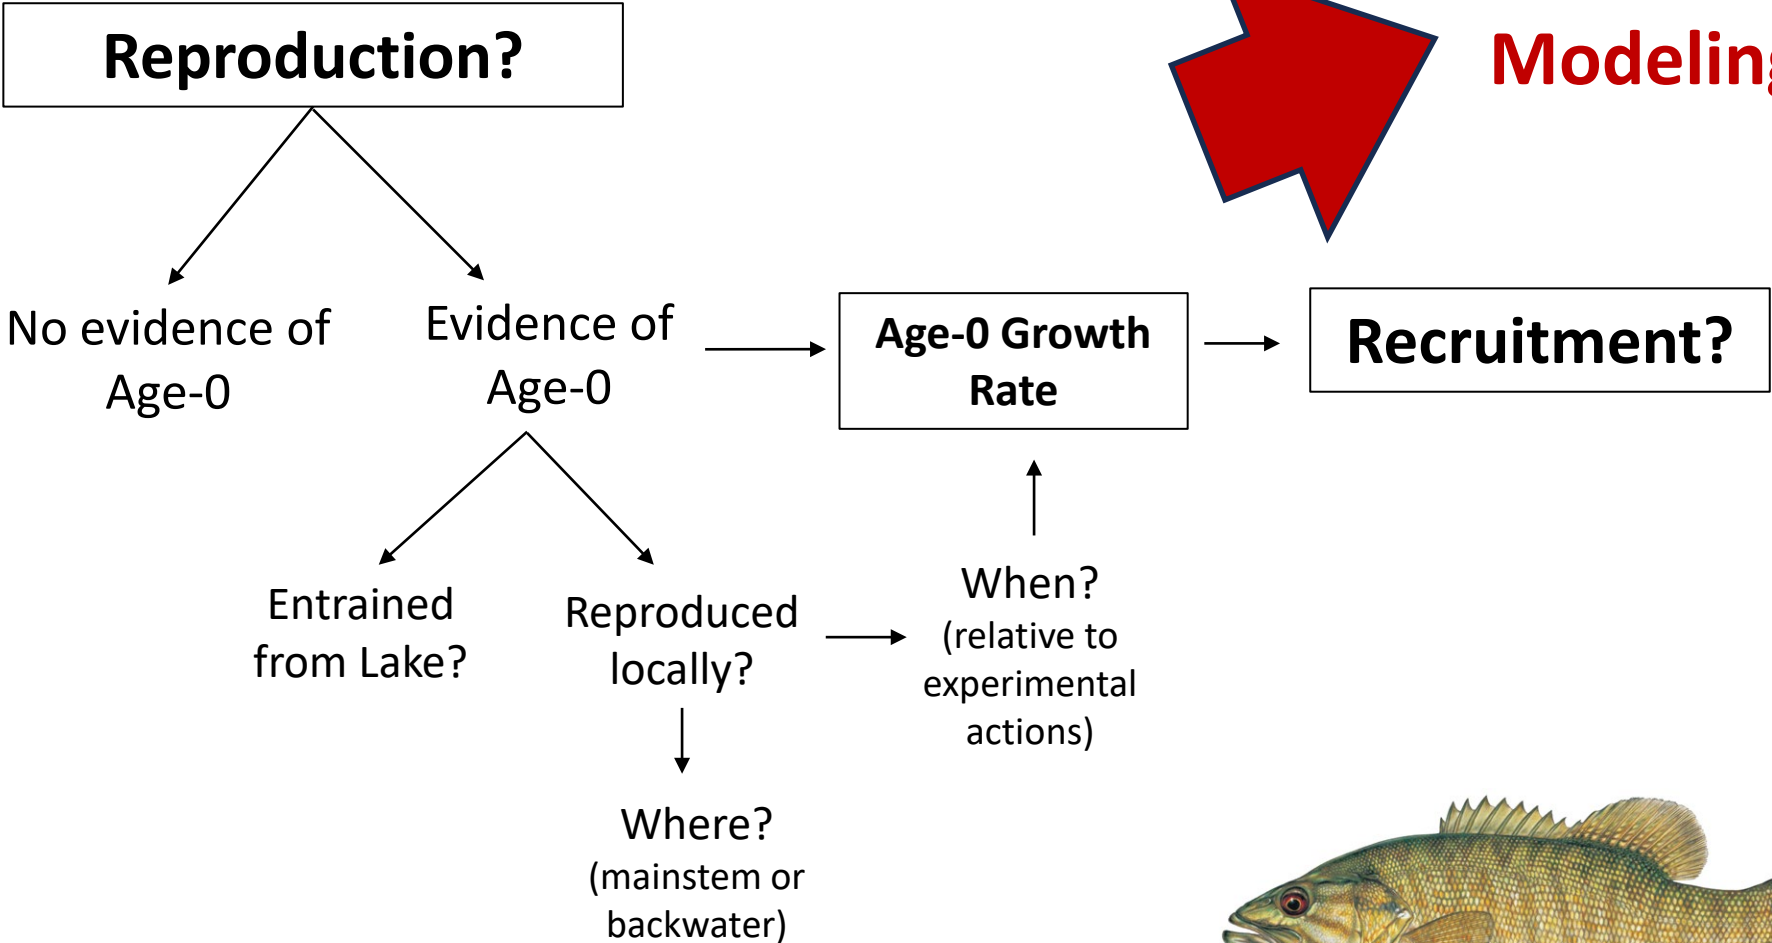 Reproduction?
Modeling
No evidence of
Age-0
Evidence of
Age-0
Age-0 Growth
Rate
Recruitment?
Entrained
from Lake?
Reproduced
locally?
When?
(relative to
experimental
actions)
Where?
(mainstem or
backwater)